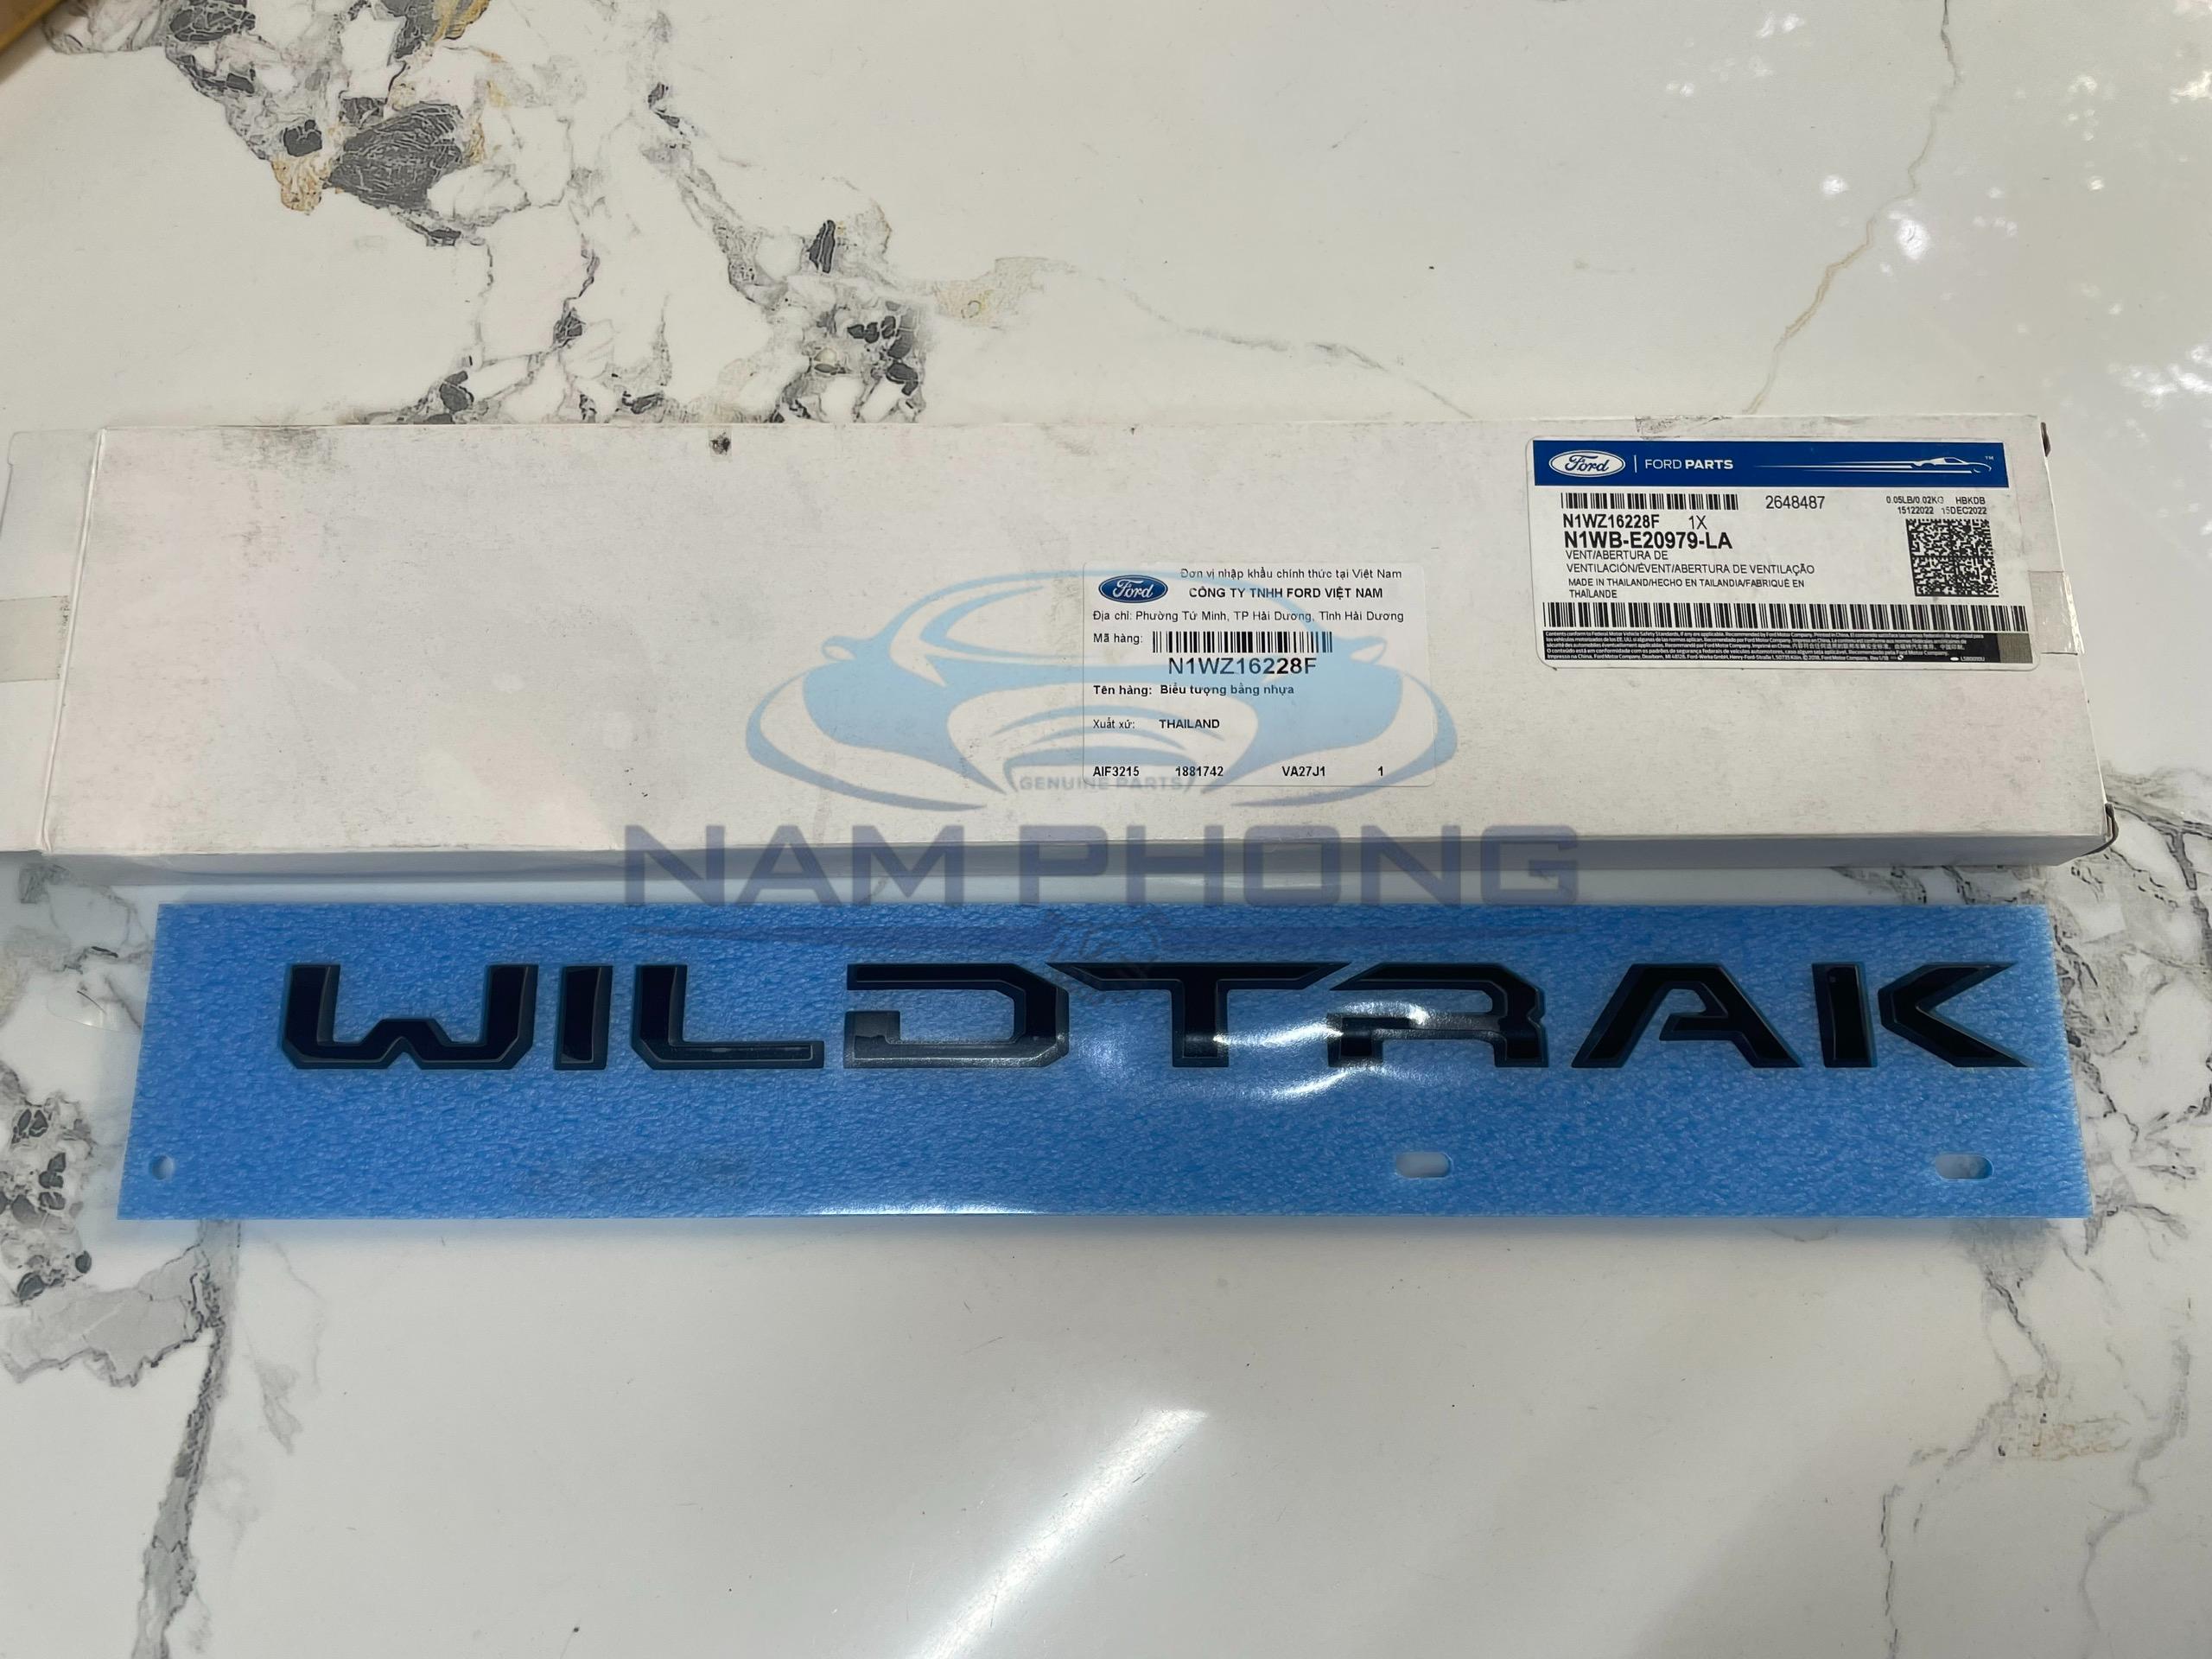 Ford FORD PARTS TM
2648487
0.05LB/0.02KG HBKDB
15122022 15DEC2022
N1WZ16228F 1X
N1WB-E20979-LA
VENT/ABERTURA DE
VENTILACIÓN/ÉVENT/ABERTURA DE VENTILAÇÃO
MADE IN THAILAND/HECHO EN TAILANDIA/FABRIQUÉ EN
THAÏLANDE
Đơn vị nhập khẩu chính thức tại Việt Nam
Ford CÔNG TY TNHH FORD VIỆT NAM
Địa chỉ: Phường Tứ Minh, TP Hải Dương, Tỉnh Hải Dương
Mã hàng:
N1WZ16228F
Tên hàng: Biểu tượng bằng nhựa
Xuất xứ: THAILAND
AIF3215 1881742 VA27J1 1
GENUINE PARTS
NAM PHONG
WILDTRAK